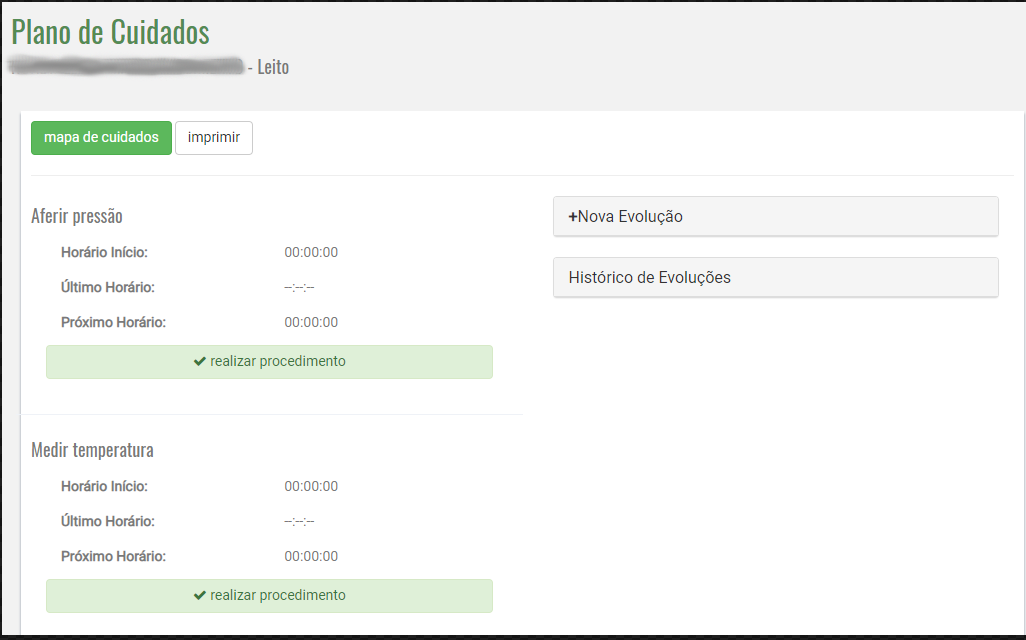 Plano de Cuidados
- Leito
mapa de cuidados imprimir
Aferir pressão
Horário Início: 00:00:00
Último Horário: --:--:--
Próximo Horário: 00:00:00
realizar procedimento
Medir temperatura
Horário Início: 00:00:00
Último Horário: --:--:--
Próximo Horário: 00:00:00
realizar procedimento
+Nova Evolução
Histórico de Evoluções